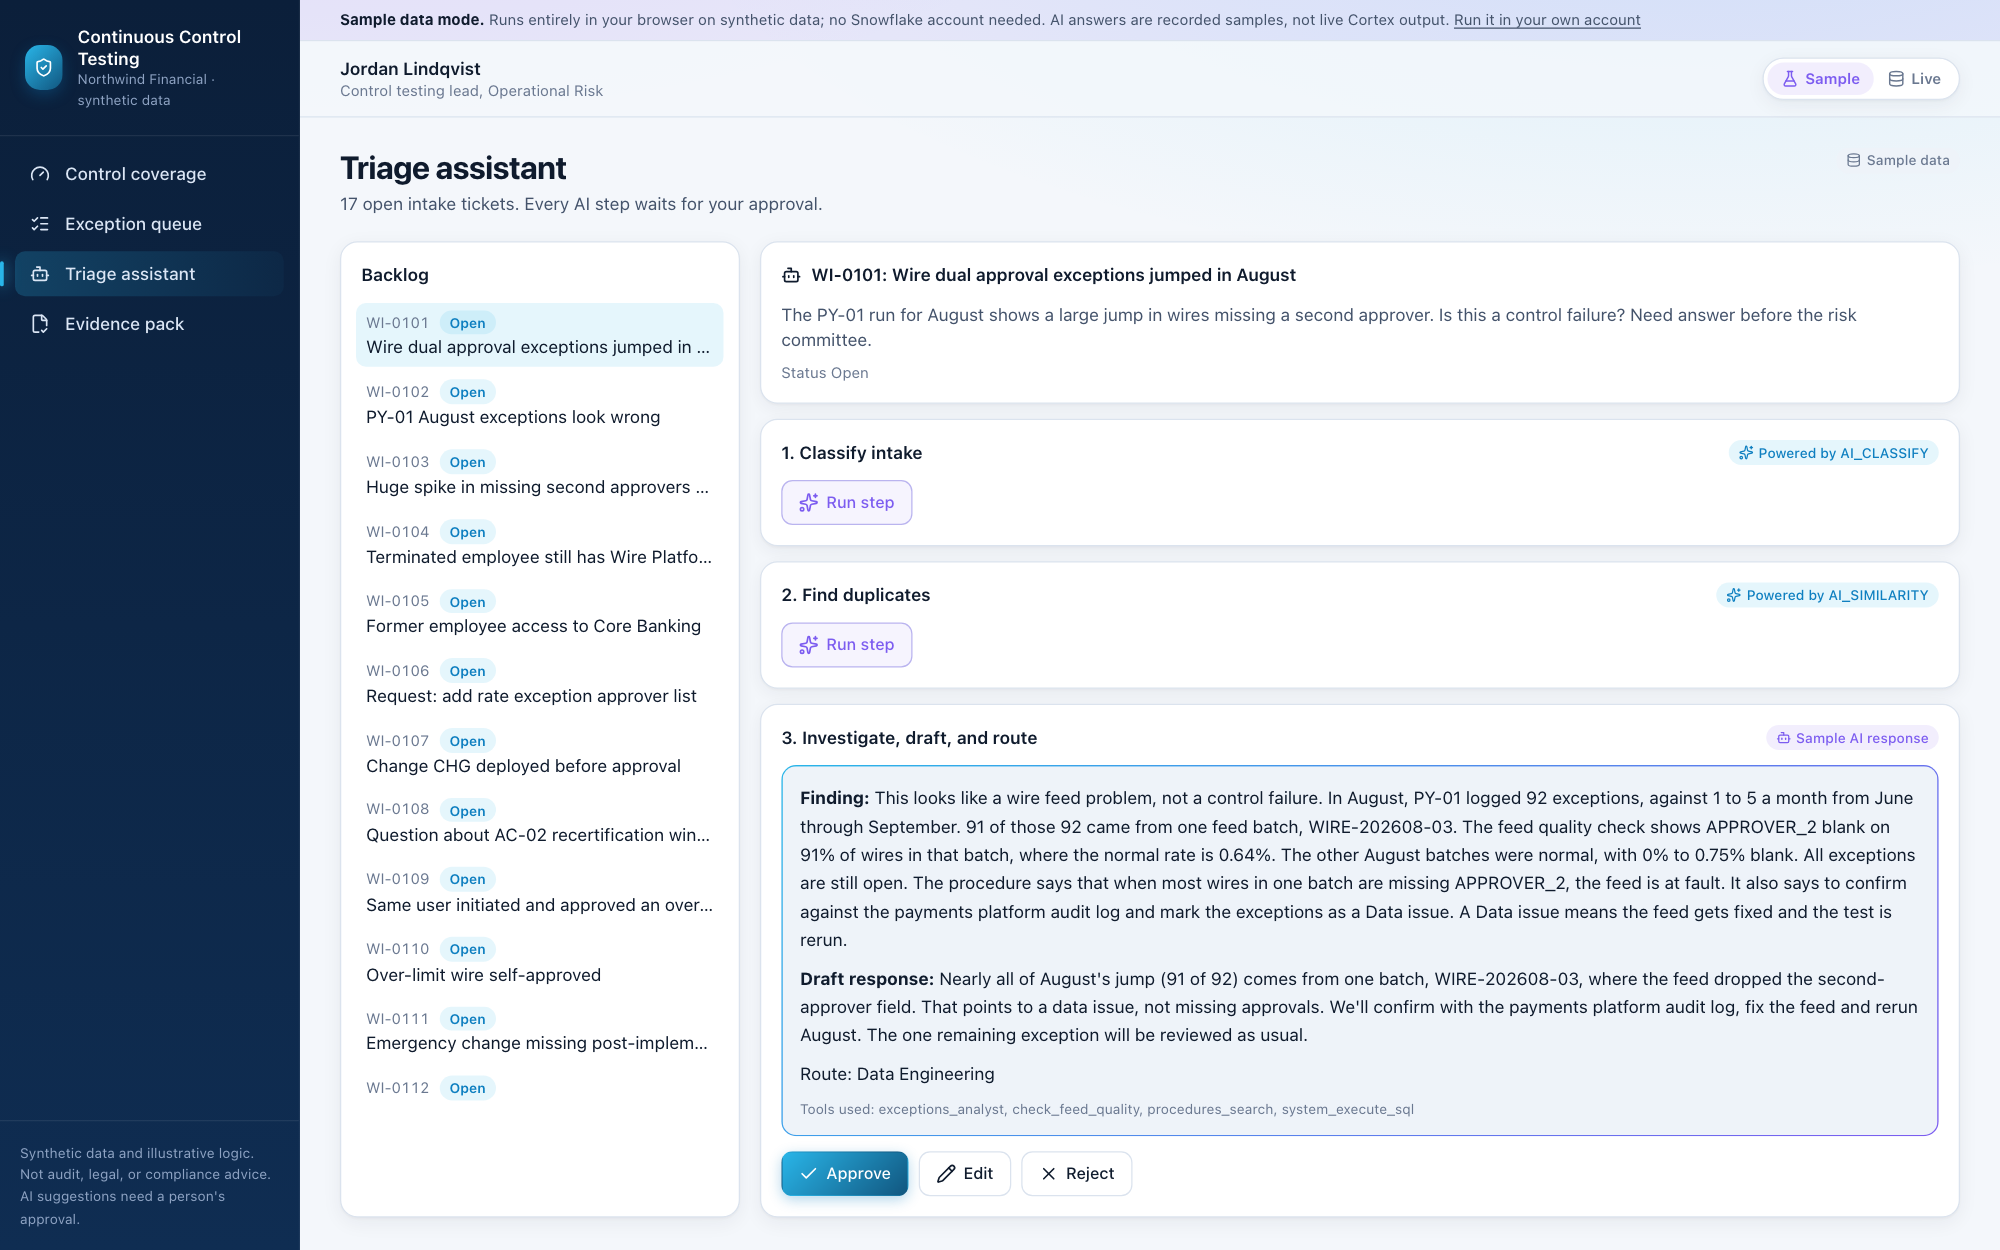 Continuous Control
Testing
Northwind Financial ·
synthetic data
Control coverage
Exception queue
Triage assistant
Evidence pack
Synthetic data and illustrative logic.
Not audit, legal, or compliance advice.
AI suggestions need a person's
approval.
Sample data mode. Runs entirely in your browser on synthetic data; no Snowflake account needed. AI answers are recorded samples, not live Cortex output. Run it in your own account
Jordan Lindqvist
Control testing lead, Operational Risk
Sample
Live
Triage assistant
17 open intake tickets. Every AI step waits for your approval.
Sample data
Backlog
WI-0101 Open
Wire dual approval exceptions jumped in ...
WI-0102 Open
PY-01 August exceptions look wrong
WI-0103 Open
Huge spike in missing second approvers ...
WI-0104 Open
Terminated employee still has Wire Platfo...
WI-0105 Open
Former employee access to Core Banking
WI-0106 Open
Request: add rate exception approver list
WI-0107 Open
Change CHG deployed before approval
WI-0108 Open
Question about AC-02 recertification win...
WI-0109 Open
Same user initiated and approved an over...
WI-0110 Open
Over-limit wire self-approved
WI-0111 Open
Emergency change missing post-implem...
WI-0112 Open
WI-0101: Wire dual approval exceptions jumped in August
The PY-01 run for August shows a large jump in wires missing a second approver. Is this a control failure? Need answer before the risk
committee.
Status Open
1. Classify intake
Powered by AI_CLASSIFY
Run step
2. Find duplicates
Powered by AI_SIMILARITY
Run step
3. Investigate, draft, and route
Sample AI response
Finding: This looks like a wire feed problem, not a control failure. In August, PY-01 logged 92 exceptions, against 1 to 5 a month from June
through September. 91 of those 92 came from one feed batch, WIRE-202608-03. The feed quality check shows APPROVER_2 blank on
91% of wires in that batch, where the normal rate is 0.64%. The other August batches were normal, with 0% to 0.75% blank. All exceptions
are still open. The procedure says that when most wires in one batch are missing APPROVER_2, the feed is at fault. It also says to confirm
against the payments platform audit log and mark the exceptions as a Data issue. A Data issue means the feed gets fixed and the test is
rerun.
Draft response: Nearly all of August's jump (91 of 92) comes from one batch, WIRE-202608-03, where the feed dropped the second-
approver field. That points to a data issue, not missing approvals. We'll confirm with the payments platform audit log, fix the feed and rerun
August. The one remaining exception will be reviewed as usual.
Route: Data Engineering
Tools used: exceptions_analyst, check_feed_quality, procedures_search, system_execute_sql
Approve
Edit
Reject